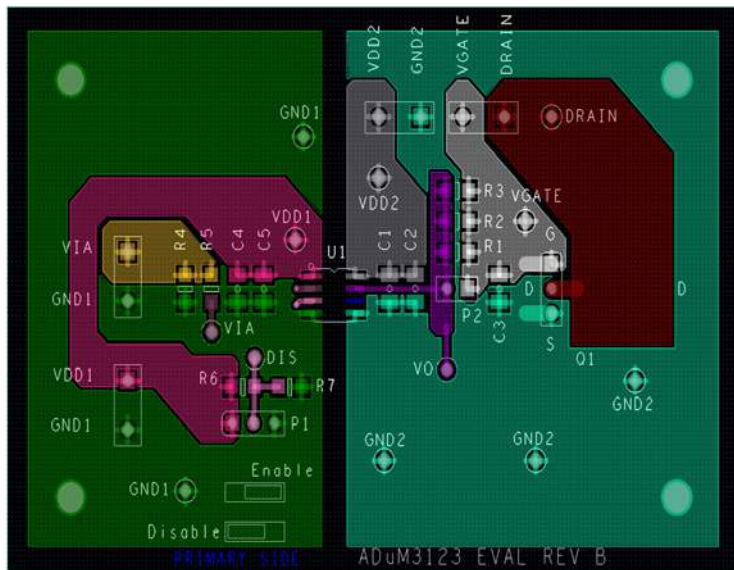 VDD2
GND2
VGATE
DRAIN
GND1
DRAIN
VDD2
R3
VGATE
R2
VDD1
VIA
R4
R5
C4
C5
U1
C1
C2
R1
G
GND1
D
D
P2
C3
S
VIA
DIS
VO
Q1
VDD1
R6
R7
GND2
GND1
P1
GND2
GND2
Enable
GND1
Disable
PRIMARY SIDE
ADuM3123 EVAL REV B